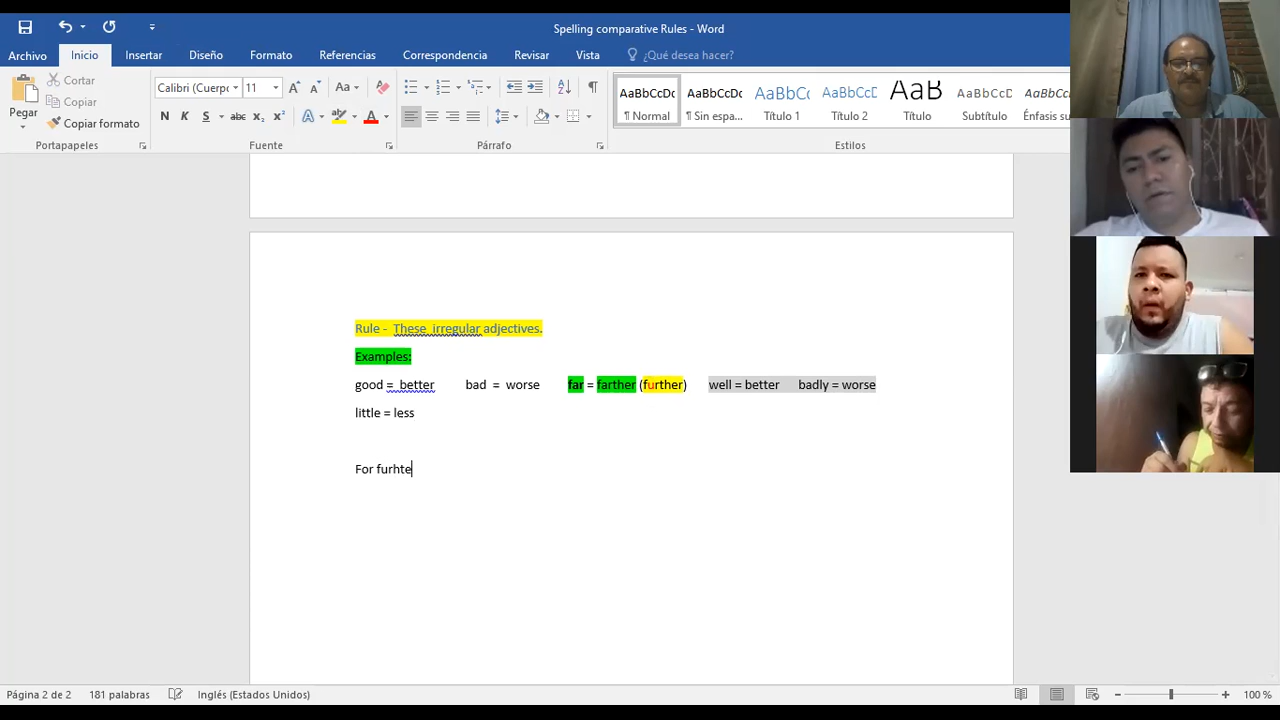 Spelling comparative Rules - Word
Archivo Inicio Insertar Diseño Formato Referencias Correspondencia Revisar Vista ¿Qué desea hacer?
Pegar
Cortar
Copiar
Copiar formato
Calibri (Cuerpo 11
Aa
N K S abc x₂ x² A A
AaBbCcDc AaBbCcDc AaBbCc AaBbCcD AaB AaBbCcD AaBbCcD
¶ Normal ¶ Sin espa... Título 1 Título 2 Título Subtítulo Énfasis su
Portapapeles Fuente Párrafo Estilos
Rule - These irregular adjectives.
Examples:
good = better bad = worse far = farther (further) well = better badly = worse
little = less
For furhte
Página 2 de 2 181 palabras Inglés (Estados Unidos) 100 %